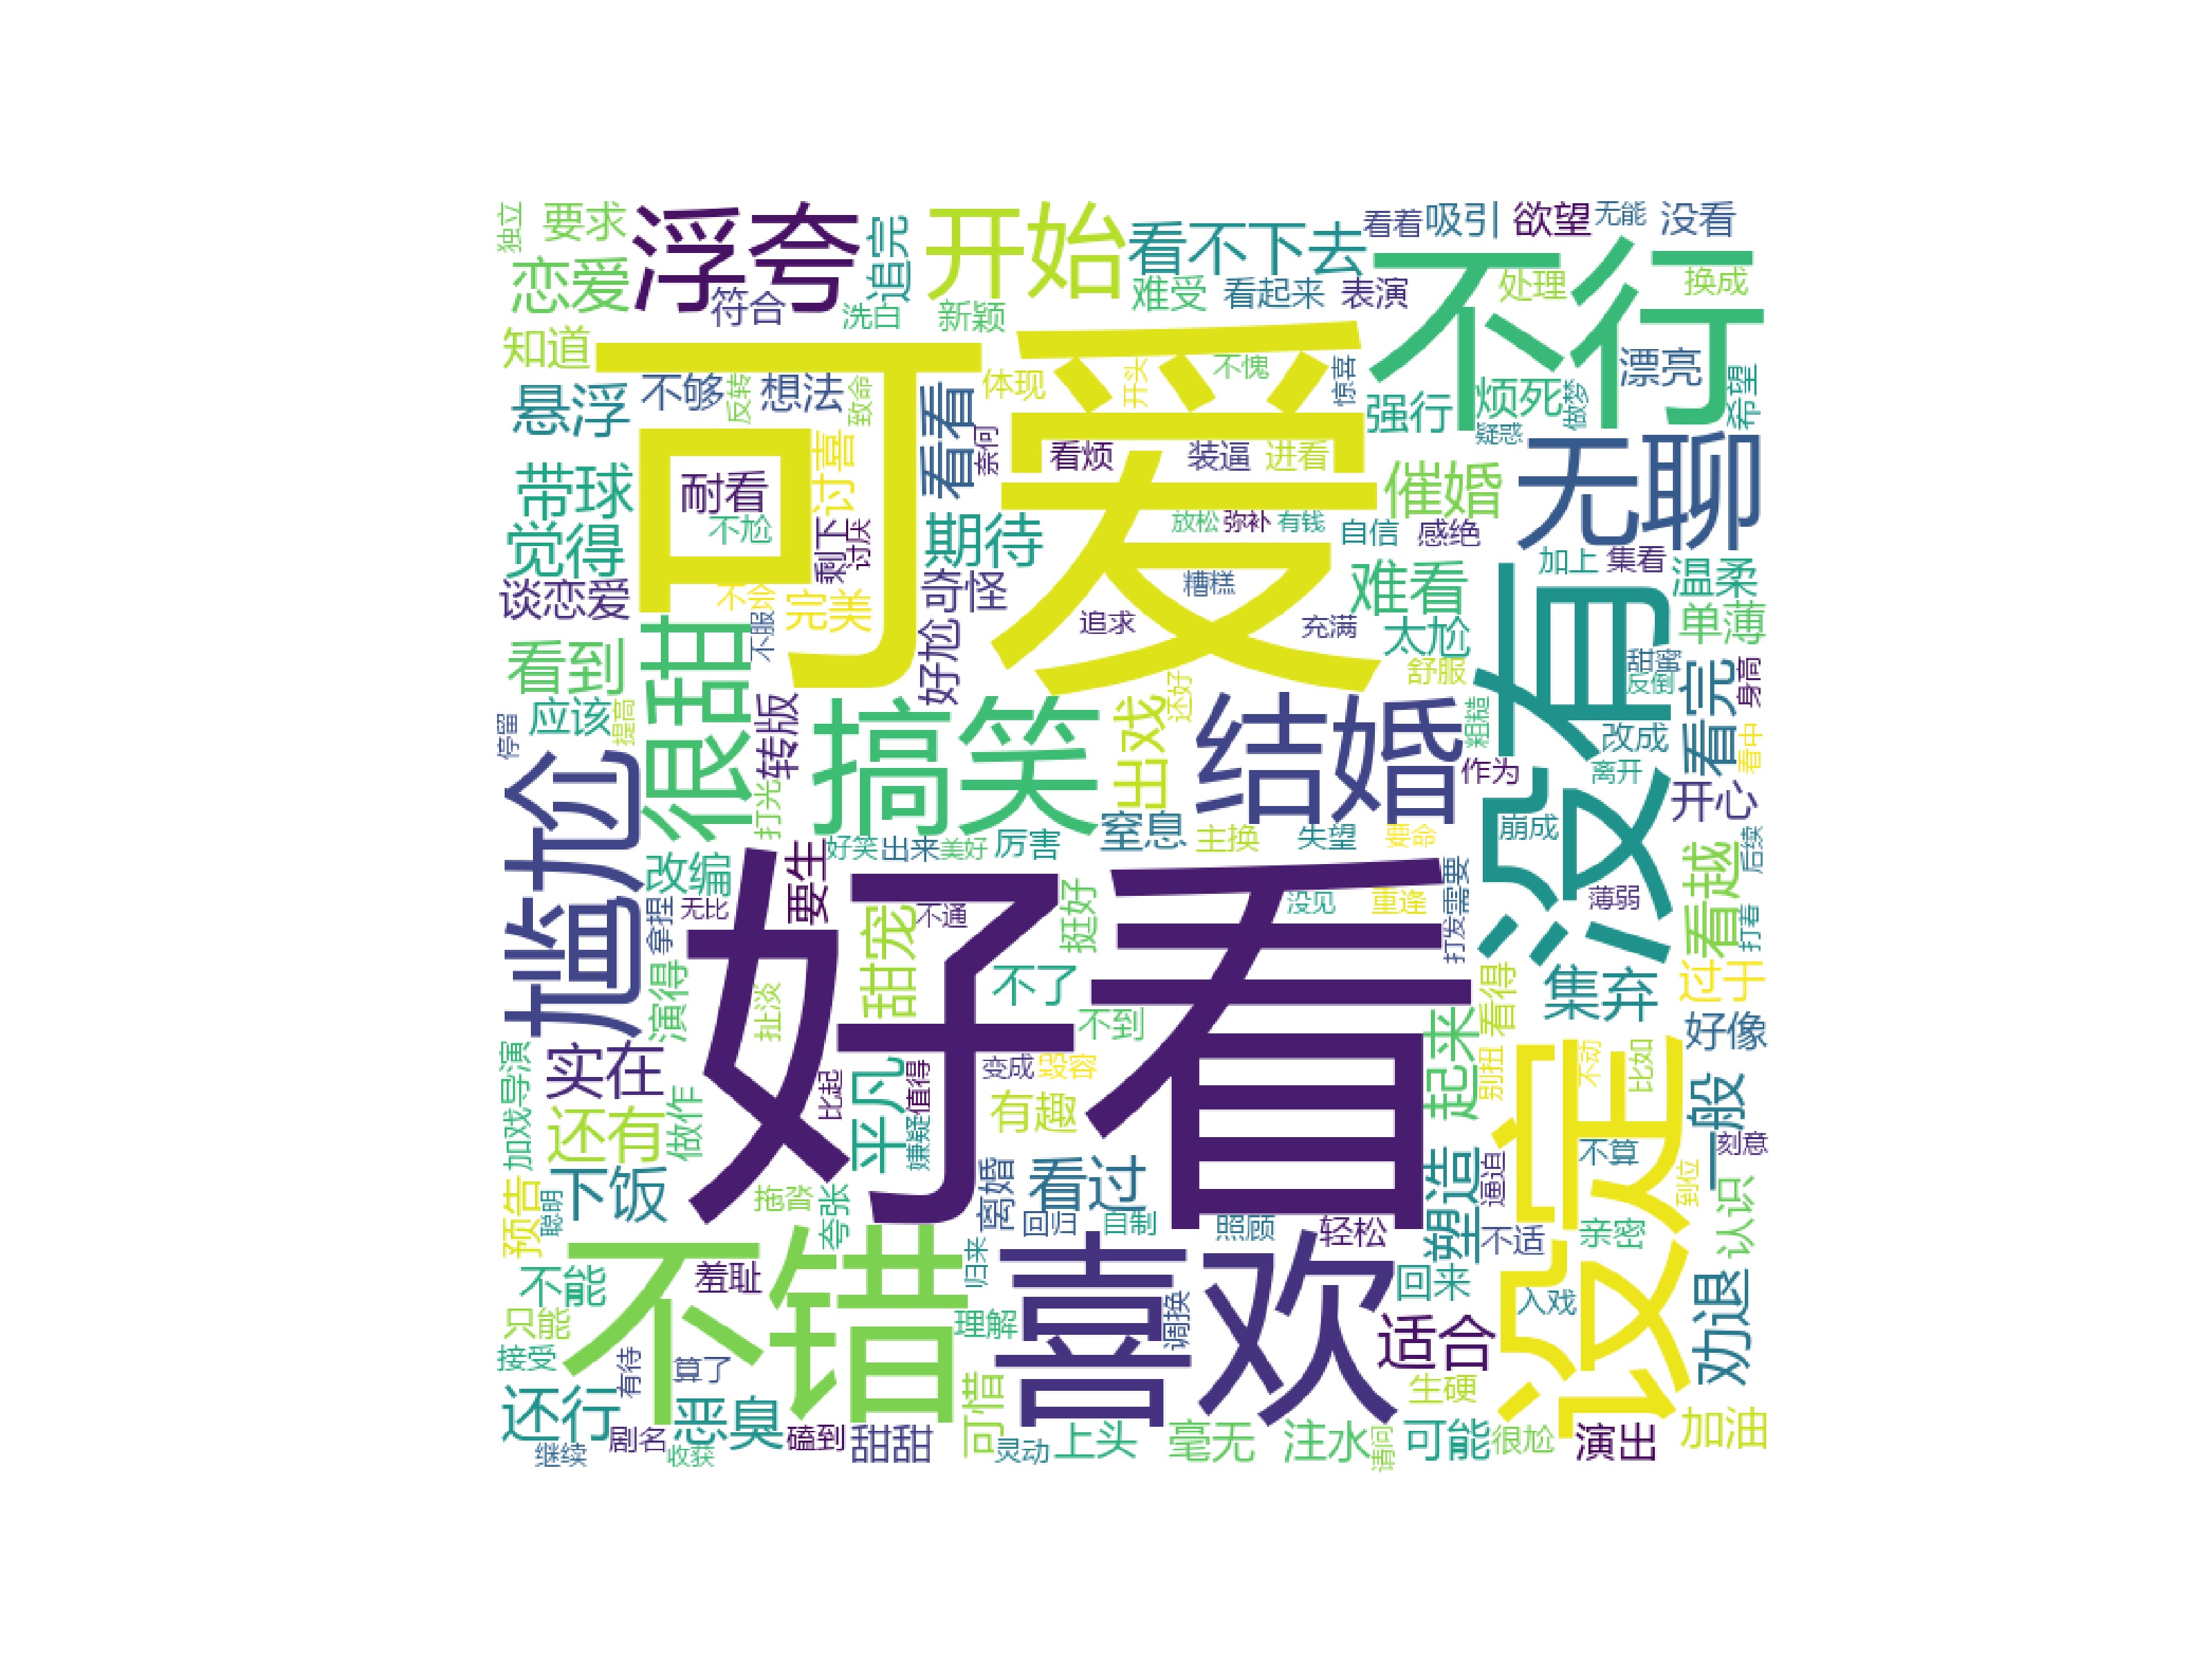 独立
要求
浮夸
追完
开始
看不下去
看着
吸引
欲望
无能
没看
恋爱
符合
洗白
新颖
难受
看起来
表演
不行
处理
换成
知道
可爱
漂亮
希望
悬浮
不够
反转
想法
致命
看看
体现
开头
不愧
惊喜
强行
烦死
做梦
疑惑
带球
耐看
讨喜
奈何
看烦
装逼
进看
催婚
无聊
觉得
不尬
剩下
讨厌
期待
放松
弥补
有钱
自信
感绝
谈恋爱
不会
完美
奇怪
糟糕
难看
加上
集看
温柔
看到
很甜
不服
好尬
追求
充满
太尬
没有
单薄
应该
提高
转版
搞笑
出戏
还好
结婚
舒服
粗糙
甜蜜
反倒
看完
身高
停留
尴尬
打光
作为
改成
离开
看中
开心
改编
要生
好笑
出来
美好
厉害
窒息
主换
失望
要命
崩成
看越
后续
拿捏
无比
好看
甜宠
不通
挺好
没见
重逢
打发
需要
薄弱
打着
演得
扯淡
不了
看得
集弃
过于
不到
起来
好像
导演
加戏
实在
还有
做作
比起
平凡
值得
嫌疑
变成
毁容
有趣
别扭
设定
不动
比如
一般
刻意
预告
聪明
下饭
拖沓
夸张
离婚
看过
塑造
逼迫
不算
到位
认识
不能
羞耻
不错
归来
回归
自制
照顾
轻松
不适
亲密
只能
理解
喜欢
调换
回来
入戏
劝退
接受
有待
算了
适合
还行
恶臭
可惜
生硬
加油
继续
剧名
收获
磕到
甜甜
灵动
上头
毫无
注水
请问
可能
很尬
演出